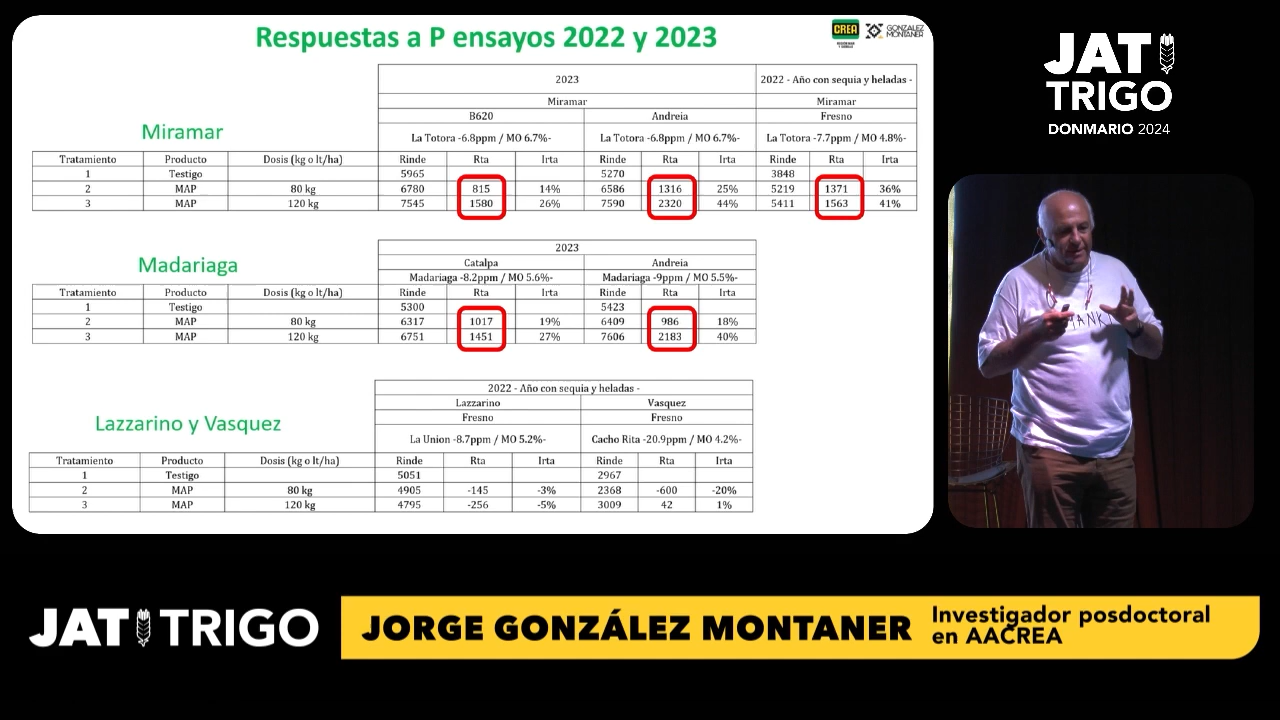 Respuestas a P ensayos 2022 y 2023
CREA
GONZALEZ
MONTANER
Miramar
2023 2022 - Año con sequia y heladas -
Miramar Miramar
B620 Andreia Fresno
La Totora -6.8ppm / MO 6.7%- La Totora -6.8ppm / MO 6.7%- La Totora -7.7ppm / MO 4.8%-
Tratamiento Producto Dosis (kg o lt/ha) Rinde Rta Irta Rinde Rta Irta Rinde Rta Irta
1 Testigo 5965 5270 3848
2 MAP 80 kg 6780 815 14% 6586 1316 25% 5219 1371 36%
3 MAP 120 kg 7545 1580 26% 7590 2320 44% 5411 1563 41%
Madariaga
2023
Catalpa Andreia
Madariaga -8.2ppm / MO 5.6%- Madariaga -9ppm / MO 5.5%-
Tratamiento Producto Dosis (kg o lt/ha) Rinde Rta Irta Rinde Rta Irta
1 Testigo 5300 5423
2 MAP 80 kg 6317 1017 19% 6409 986 18%
3 MAP 120 kg 6751 1451 27% 7606 2183 40%
Lazzarino y Vasquez
2022 - Año con sequia y heladas -
Lazzarino Vasquez
Fresno Fresno
La Union -8.7ppm / MO 5.2%- Cacho Rita -20.9ppm / MO 4.2%-
Tratamiento Producto Dosis (kg o lt/ha) Rinde Rta Irta Rinde Rta Irta
1 Testigo 5051 2967
2 MAP 80 kg 4905 -145 -3% 2368 -600 -20%
3 MAP 120 kg 4795 -256 -5% 3009 42 1%
JAT
TRIGO
DONMARIO 2024
JAT TRIGO
JORGE GONZÁLEZ MONTANER
Investigador posdoctoral
en AACREA